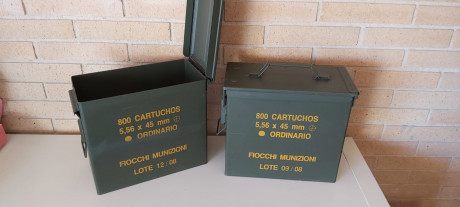 800 CARTUCHOS
5,56 x 45 mm
ORDINARIO
FIOCCHI MUNIZIONI
LOTE 12/08
800 CARTUCHOS
5,56 x 45 mm
ORDINARIO
FIOCCHI MUNIZIONI
LOTE 09/08